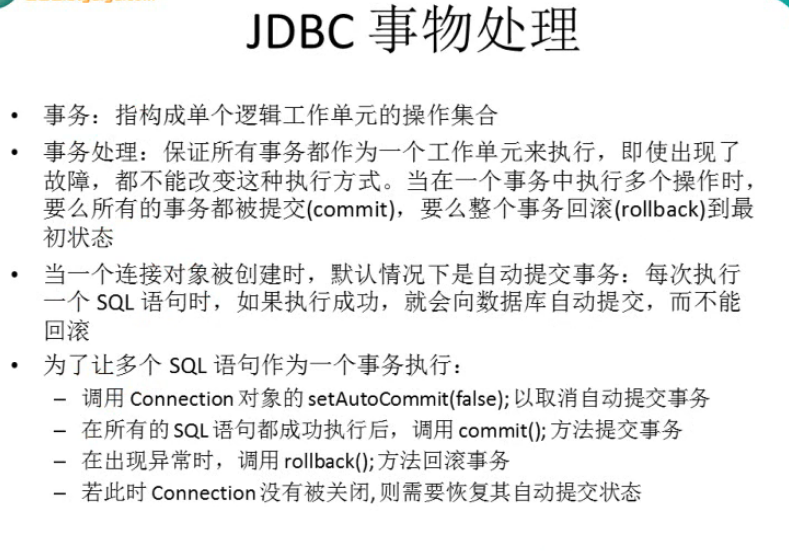 JDBC 事物处理
• 事务：指构成单个逻辑工作单元的操作集合
• 事务处理：保证所有事务都作为一个工作单元来执行，即使出现了
故障，都不能改变这种执行方式。当在一个事务中执行多个操作时，
要么所有的事务都被提交(commit)，要么整个事务回滚(rollback)到最
初状态
• 当一个连接对象被创建时，默认情况下是自动提交事务：每次执行
一个 SQL 语句时，如果执行成功，就会向数据库自动提交，而不能
回滚
• 为了让多个 SQL 语句作为一个事务执行：
– 调用 Connection 对象的 setAutoCommit(false); 以取消自动提交事务
– 在所有的 SQL 语句都成功执行后，调用 commit(); 方法提交事务
– 在出现异常时，调用 rollback(); 方法回滚事务
– 若此时 Connection 没有被关闭, 则需要恢复其自动提交状态